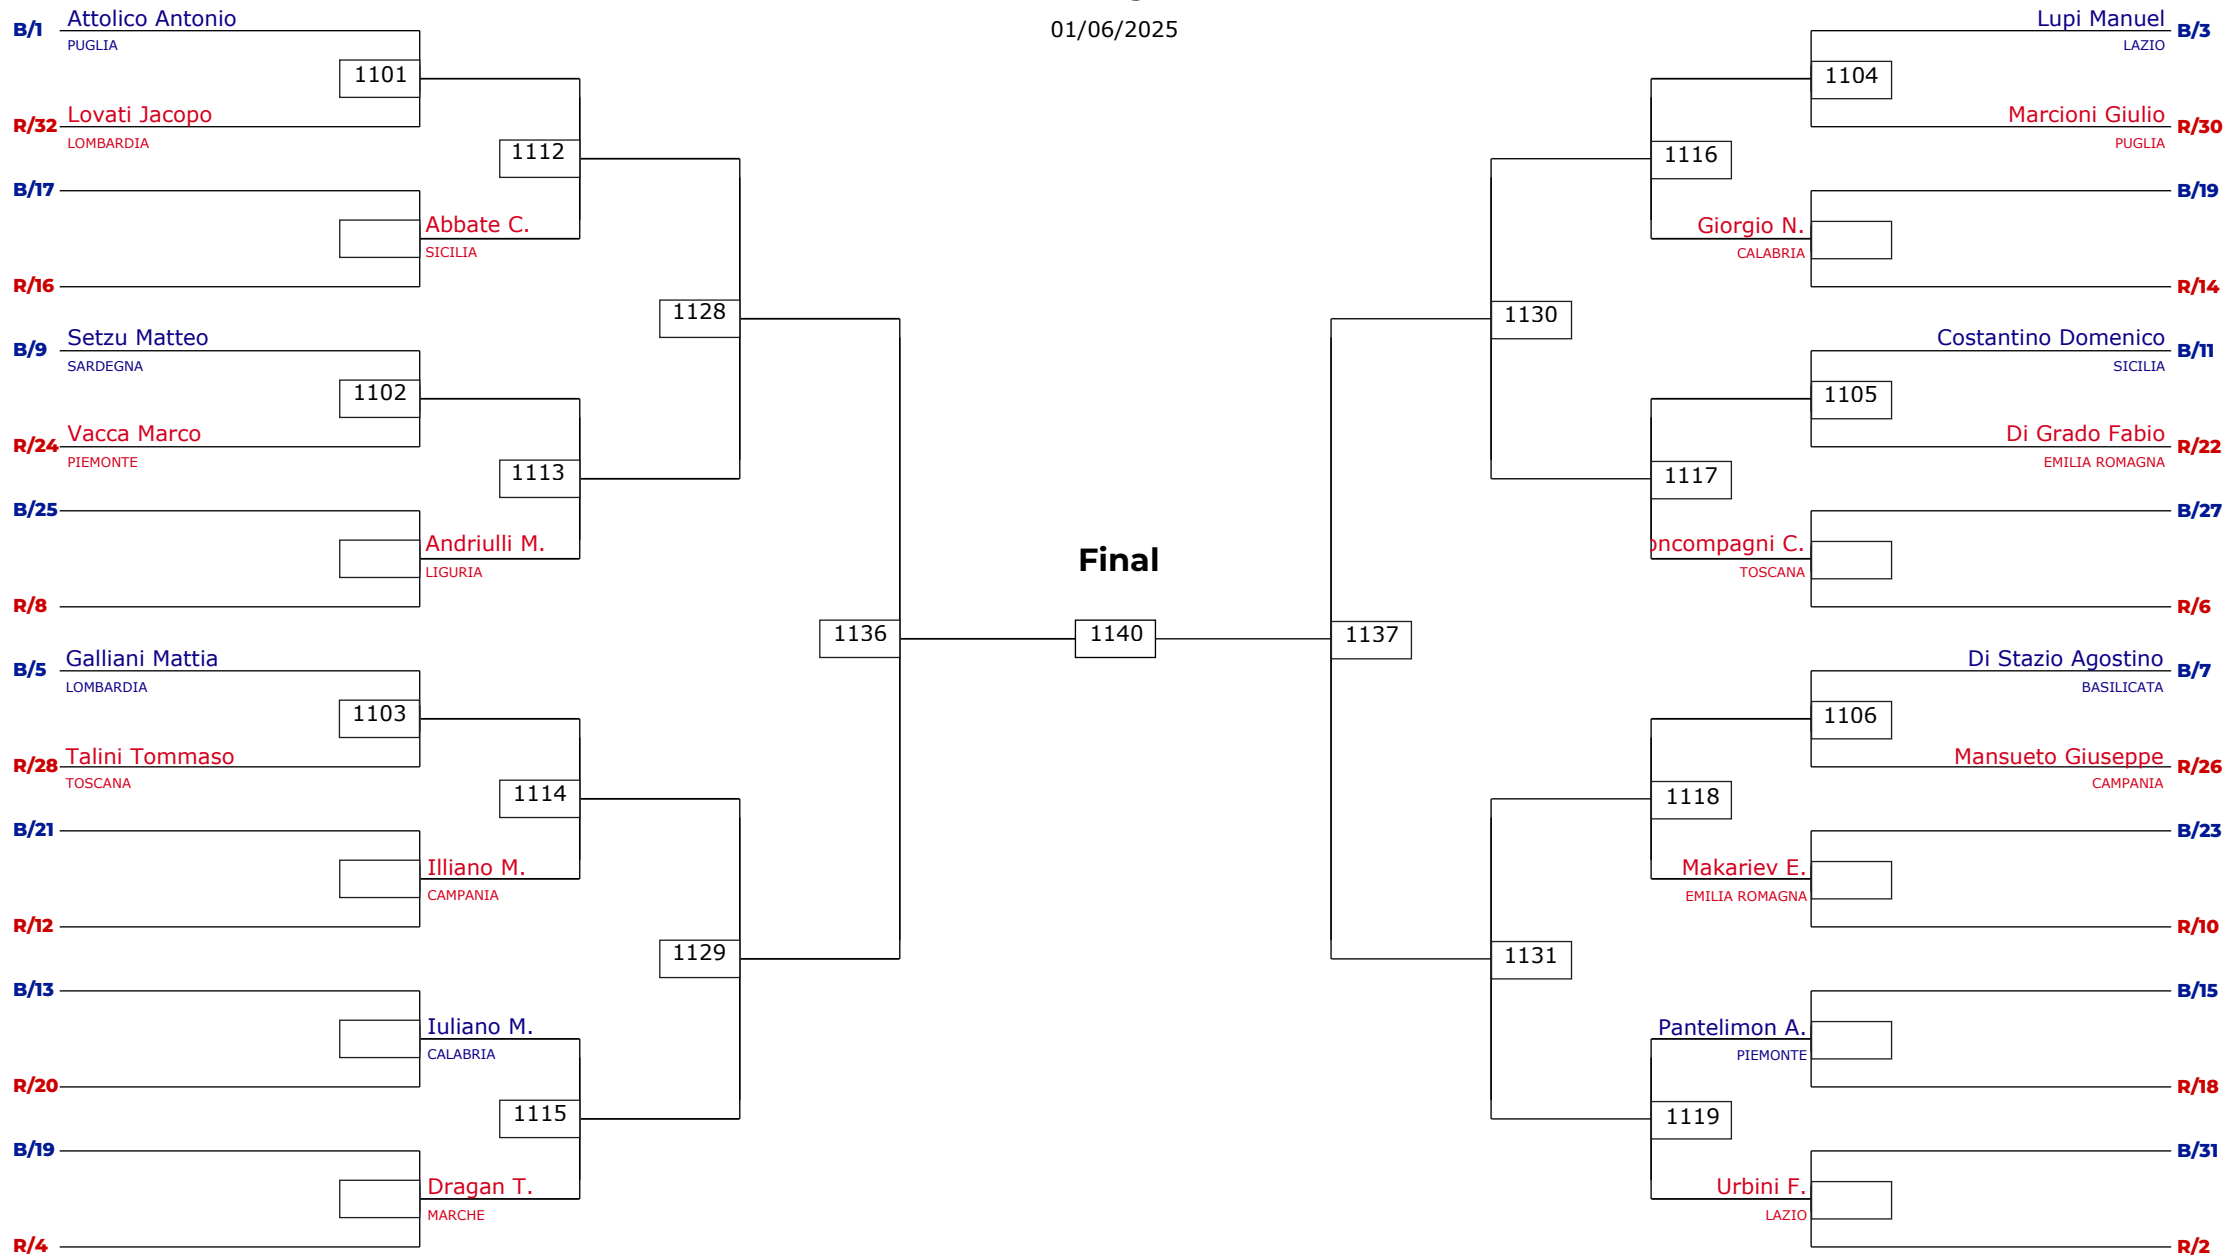 01/06/2025
B/1 Attolico Antonio
PUGLIA
1101
R/32 Lovati Jacopo
LOMBARDIA
1112
B/17
Abbate C.
SICILIA
R/16
1128
B/9 Setzu Matteo
SARDEGNA
1102
R/24 Vacca Marco
PIEMONTE
1113
B/25
Andriulli M.
LIGURIA
R/8
1136
B/5 Galliani Mattia
LOMBARDIA
1103
R/28 Talini Tommaso
TOSCANA
1114
B/21
Illiano M.
CAMPANIA
R/12
1129
B/13
Iuliano M.
CALABRIA
R/20
1115
B/19
Dragan T.
MARCHE
R/4
Final
1140
Lupi Manuel B/3
LAZIO
1104
Marcioni Giulio R/30
PUGLIA
1116
B/19
Giorgio N.
CALABRIA
R/14
1130
Costantino Domenico B/11
SICILIA
1105
Di Grado Fabio R/22
EMILIA ROMAGNA
1117
B/27
oncompagni C.
TOSCANA
R/6
1137
Di Stazio Agostino B/7
BASILICATA
1106
Mansueto Giuseppe R/26
CAMPANIA
1118
B/23
Makariev E.
EMILIA ROMAGNA
R/10
1131
B/15
Pantelimon A.
PIEMONTE
R/18
1119
B/31
Urbini F.
LAZIO
R/2